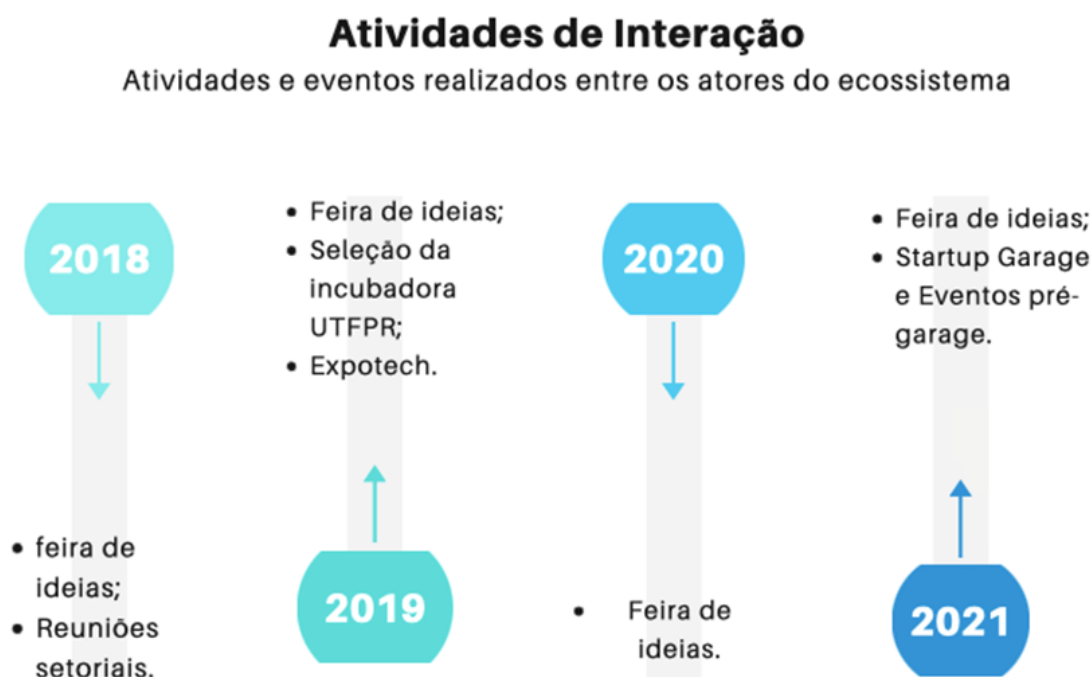 Atividades de Interação
Atividades e eventos realizados entre os atores do ecossistema
2018
• feira de
ideias;
• Reuniões
setoriais.
• Feira de ideias;
• Seleção da
incubadora
UTFPR;
• Expotech.
2019
2020
• Feira de
ideias.
• Feira de ideias;
• Startup Garage
e Eventos pré-
garage.
2021